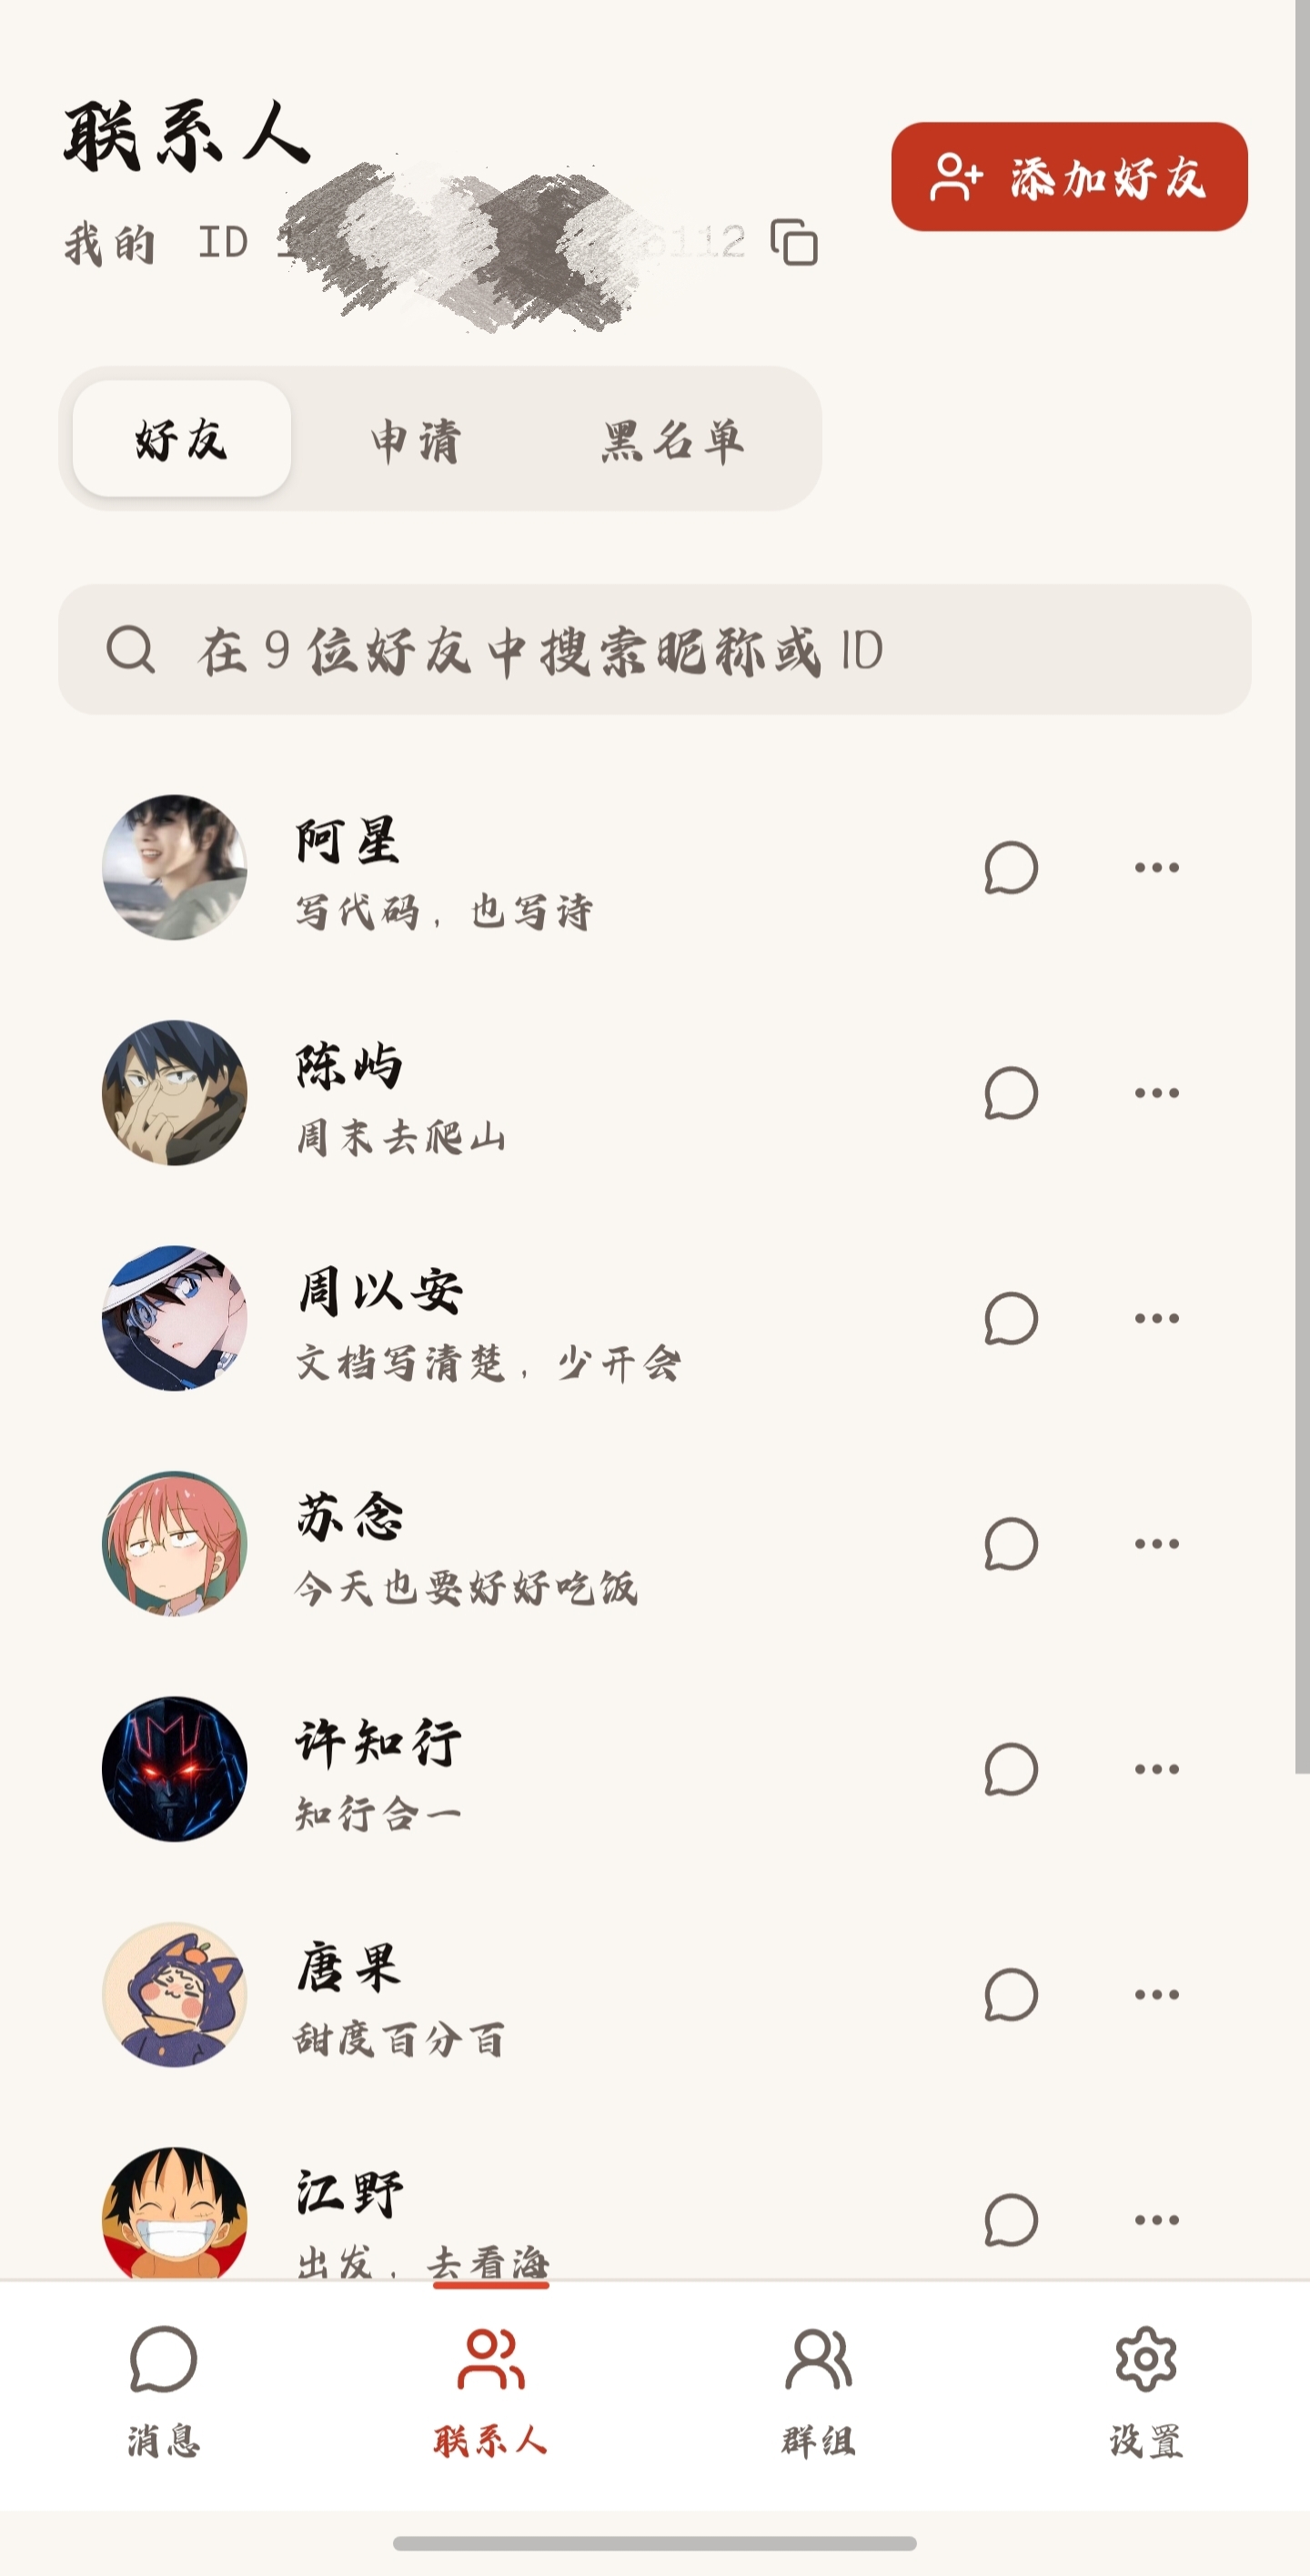 联系人
添加好友
我的 ID 1 6112
好友 申请 黑名单
在 9 位好友中搜索昵称或 ID
阿星
写代码，也写诗
陈屿
周末去爬山
周以安
文档写清楚，少开会
苏念
今天也要好好吃饭
许知行
知行合一
唐果
甜度百分百
江野
出发，去看海
消息 联系人 群组 设置